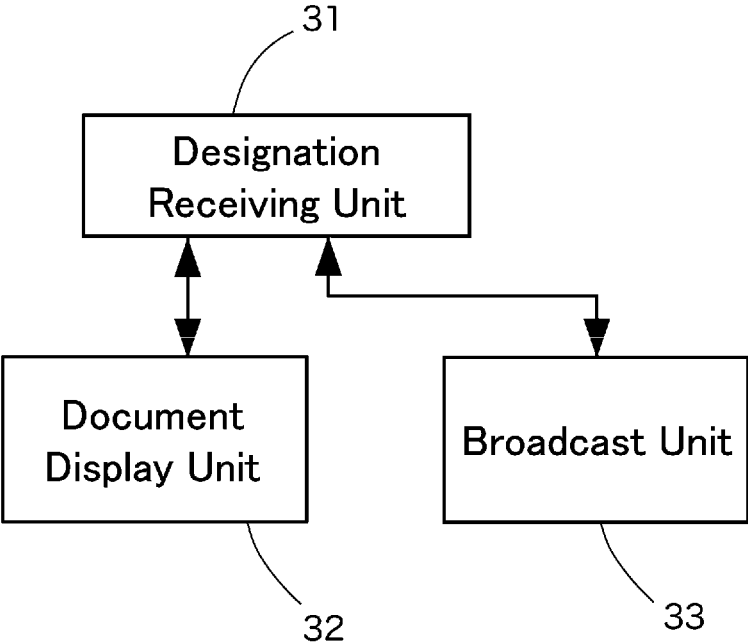 31
Designation
Receiving Unit
Document
Display Unit
Broadcast Unit
32
33